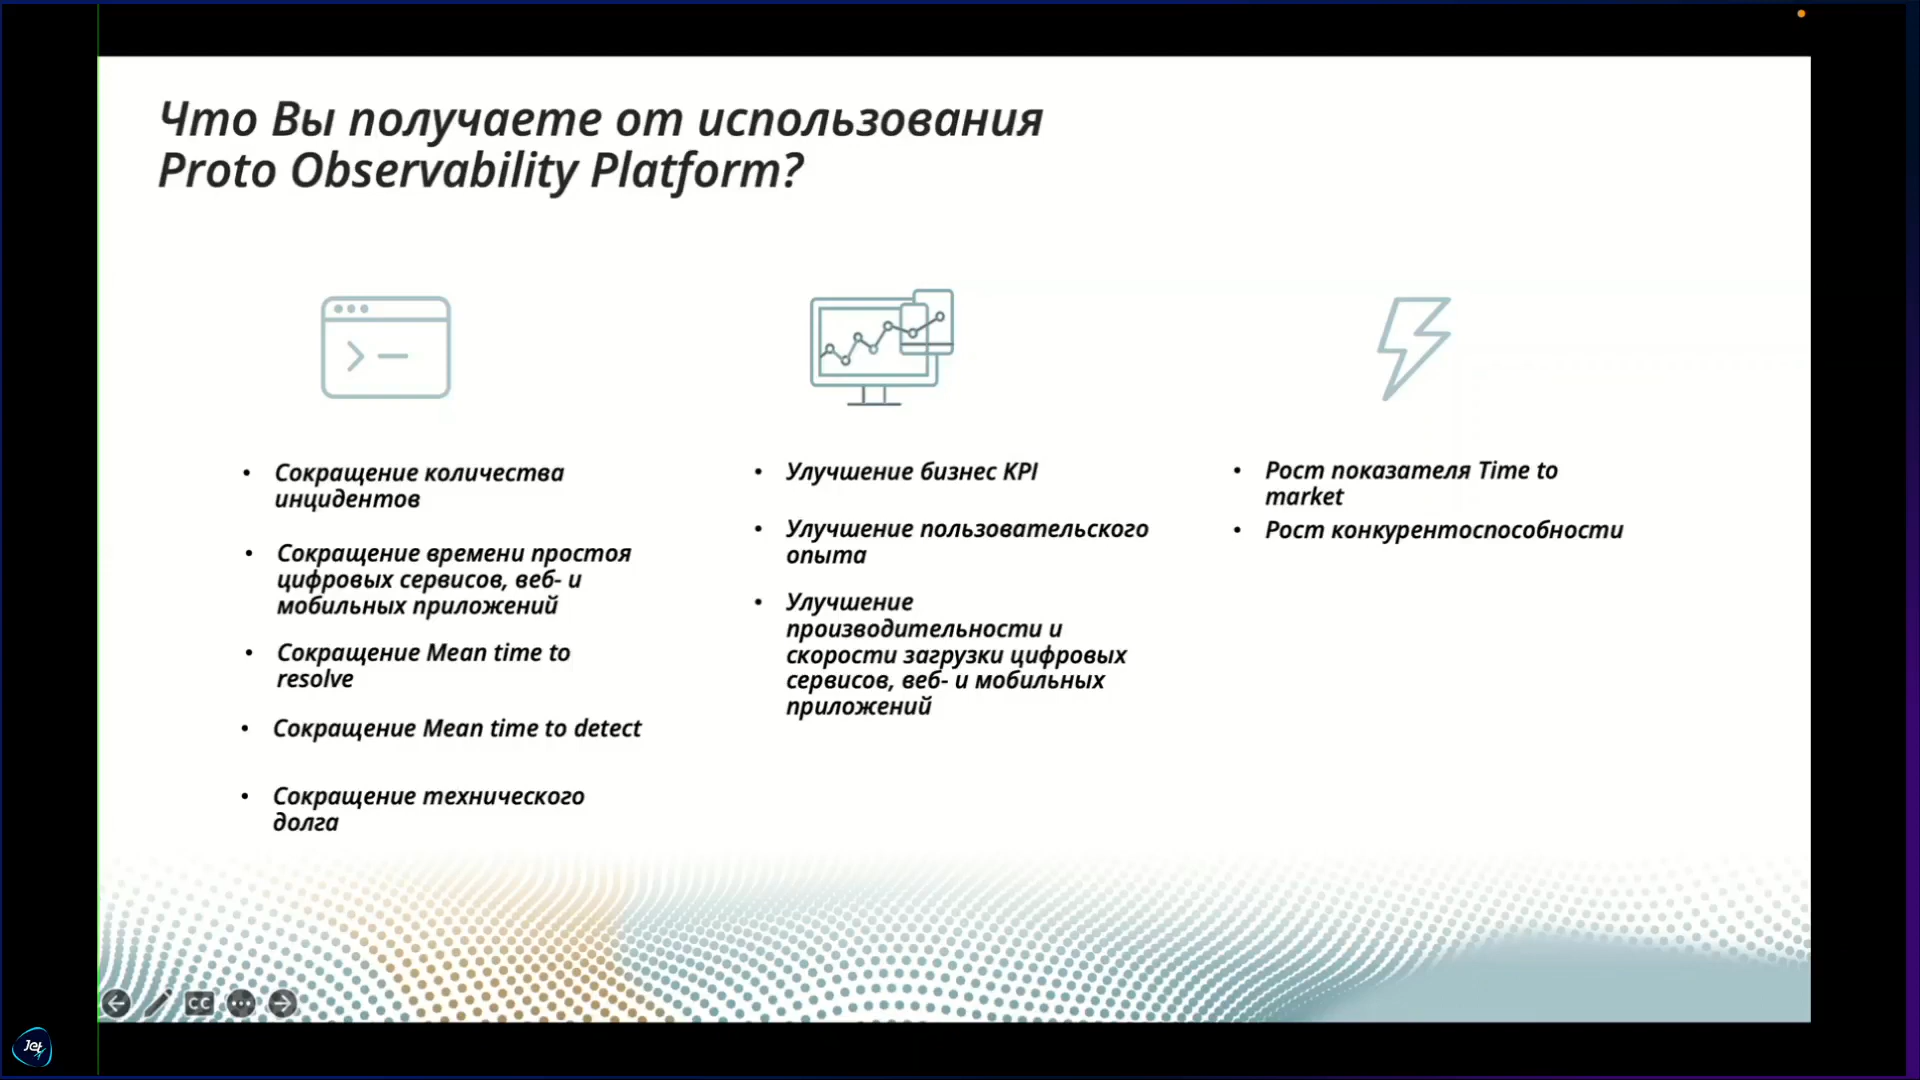 Что Вы получаете от использования
Proto Observability Platform?
• Сокращение количества
инцидентов
• Сокращение времени простоя
цифровых сервисов, веб- и
мобильных приложений
• Сокращение Mean time to
resolve
• Сокращение Mean time to detect
• Сокращение технического
долга
• Улучшение бизнес KPI
• Улучшение пользовательского
опыта
• Улучшение
производительности и
скорости загрузки цифровых
сервисов, веб- и мобильных
приложений
• Рост показателя Time to
market
• Рост конкурентоспособности
CC
Jet